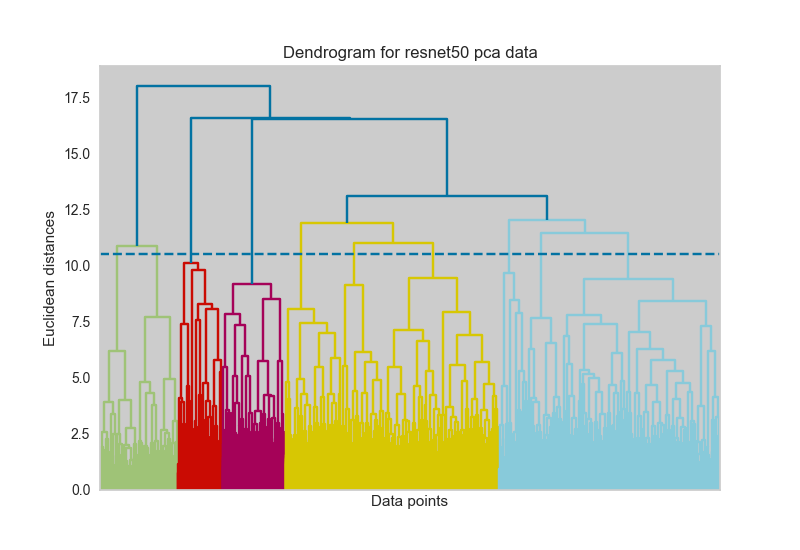 Dendrogram for resnet50 pca data
17.5
15.0
12.5
10.0
7.5
5.0
2.5
0.0
Euclidean distances
Data points